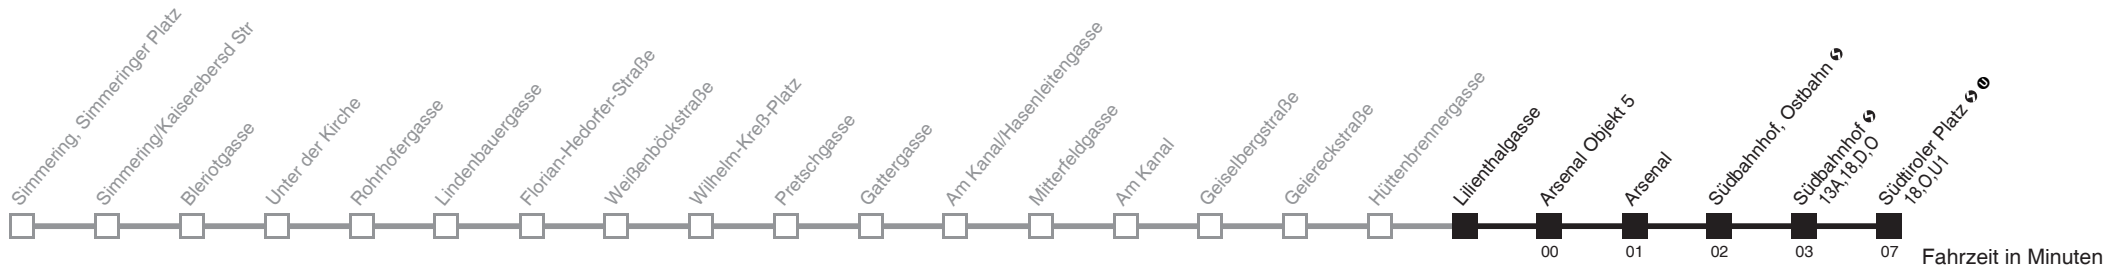 Simmering, Simmeringer Platz
Simmering/Kaiserebersd Str
Bleriotgasse
Unter der Kirche
Rohrhofergasse
Lindenbauergasse
Florian-Hedorfer-Straße
Weißenböckstraße
Wilhelm-Kreß-Platz
Pretschgasse
Gattergasse
Am Kanal/Hasenleitengasse
Mitterfeldgasse
Am Kanal
Geiselbergstraße
Geiereckstraße
Hüttenbrennergasse
Lilienthalgasse
Arsenal Objekt 5
Arsenal
Südbahnhof, Ostbahn S
Südbahnhof S
13A,18,D,O
Südtiroler Platz S U
18,O,U1
00 01 02 03 07 Fahrzeit in Minuten